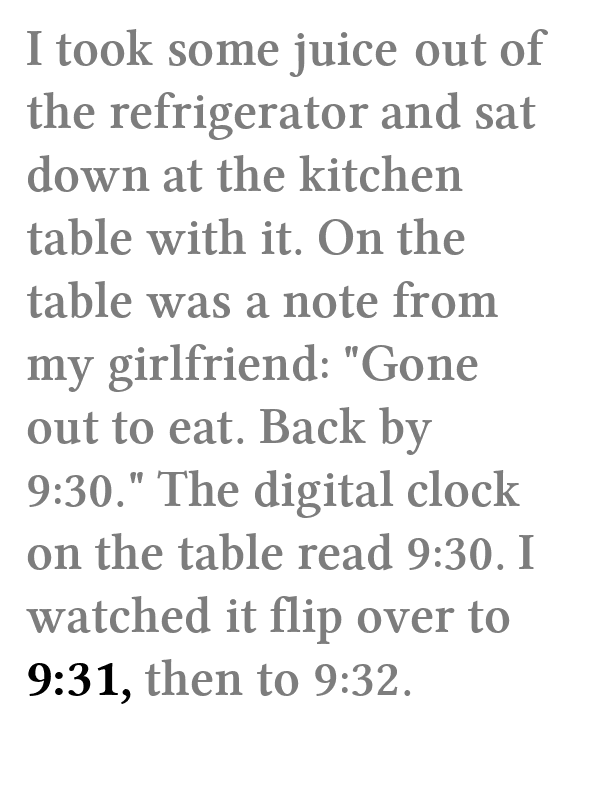 I took some juice out of
the refrigerator and sat
down at the kitchen
table with it. On the
table was a note from
my girlfriend: "Gone
out to eat. Back by
9:30." The digital clock
on the table read 9:30. I
watched it flip over to
9:31, then to 9:32.